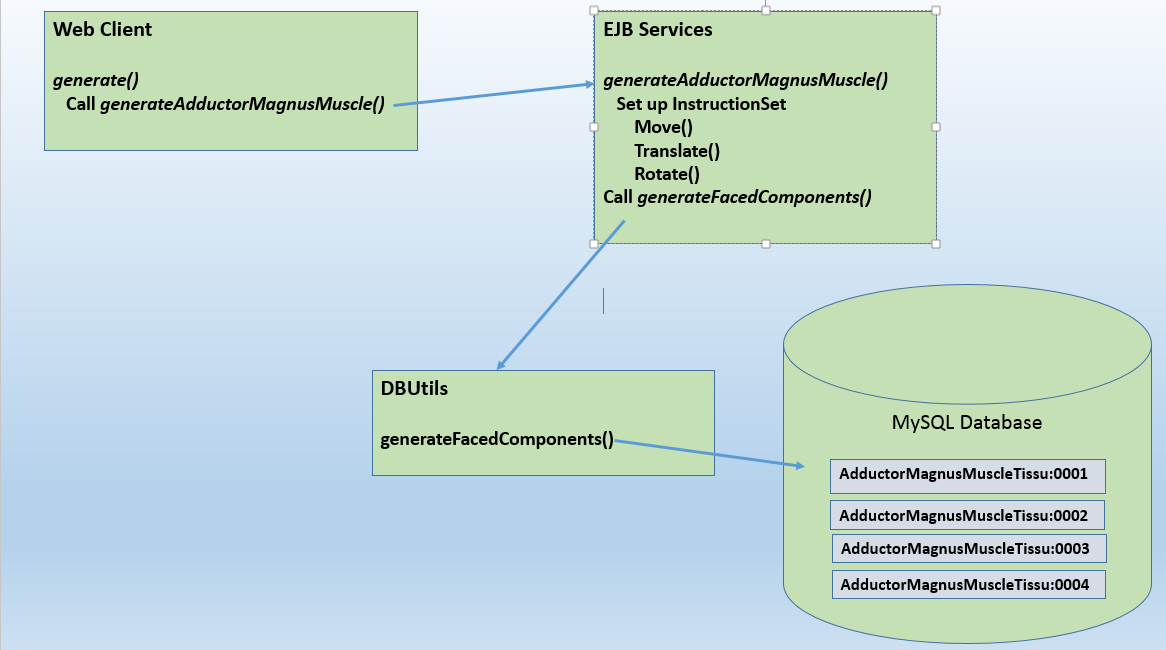 Web Client
generate()
Call generateAdductorMagnusMuscle()
EJB Services
generateAdductorMagnusMuscle()
Set up InstructionSet
Move()
Translate()
Rotate()
Call generateFacedComponents()
DBUtils
generateFacedComponents()
MySQL Database
AdductorMagnusMuscleTissu:0001
AdductorMagnusMuscleTissu:0002
AdductorMagnusMuscleTissu:0003
AdductorMagnusMuscleTissu:0004